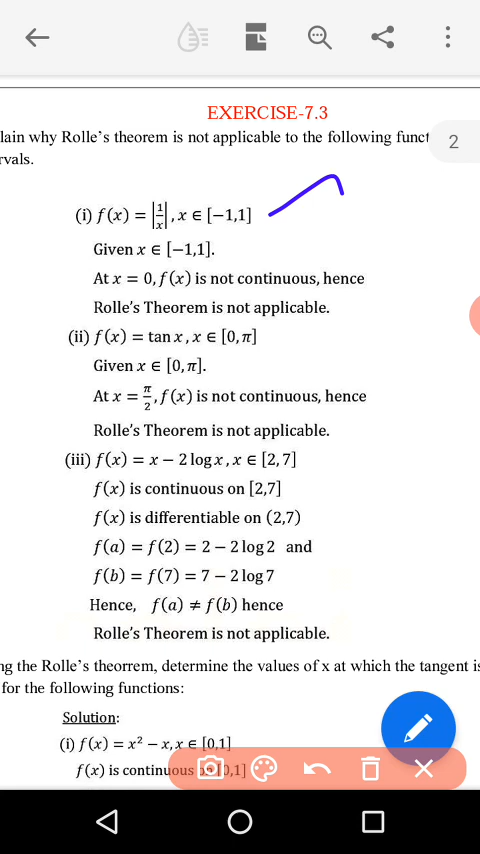 EXERCISE-7.3
lain why Rolle's theorem is not applicable to the following funct
2
rvals.
(i) f(x) = |1/x|, x ∈ [−1,1]
Given x ∈ [−1,1].
At x = 0, f(x) is not continuous, hence
Rolle's Theorem is not applicable.
(ii) f(x) = tan x , x ∈ [0, π]
Given x ∈ [0, π].
At x = π/2, f(x) is not continuous, hence
Rolle's Theorem is not applicable.
(iii) f(x) = x − 2 log x , x ∈ [2, 7]
f(x) is continuous on [2,7]
f(x) is differentiable on (2,7)
f(a) = f(2) = 2 − 2 log 2 and
f(b) = f(7) = 7 − 2 log 7
Hence, f(a) ≠ f(b) hence
Rolle's Theorem is not applicable.
ng the Rolle's theorrem, determine the values of x at which the tangent is
for the following functions:
Solution:
(i) f(x) = x² − x, x ∈ [0,1]
f(x) is continuous on [0,1]